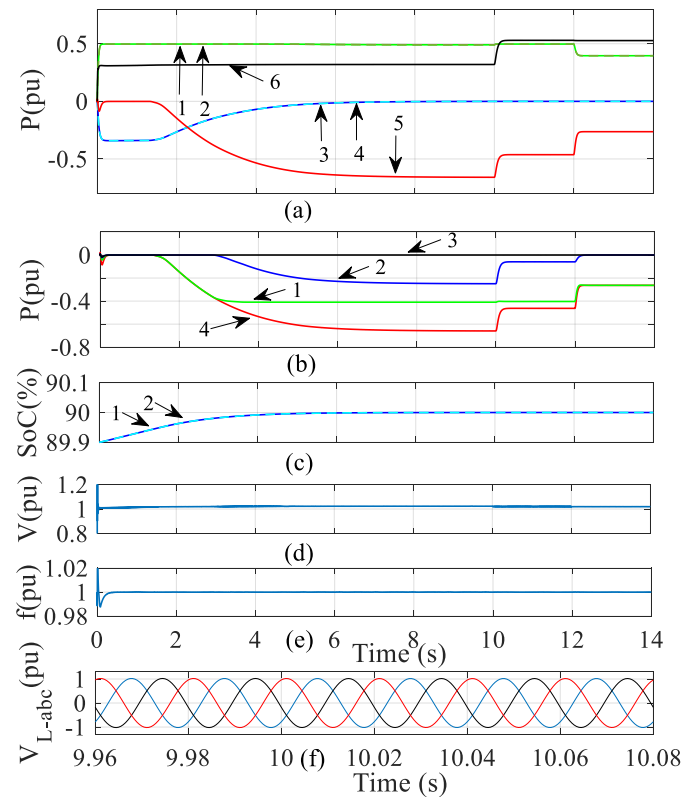 0.5
0
-0.5
P(pu)
1
2
6
3
4
5
(a)
0
-0.4
-0.8
P(pu)
3
2
1
4
(b)
90.1
90
89.9
SoC(%)
1
2
(c)
1.2
1
0.8
V(pu)
(d)
1.02
1
0.98
f(pu)
0 2 4 6 8 10 12 14
(e)
Time (s)
1
0
-1
V_L-abc(pu)
9.96 9.98 10 10.02 10.04 10.06 10.08
(f)
Time (s)